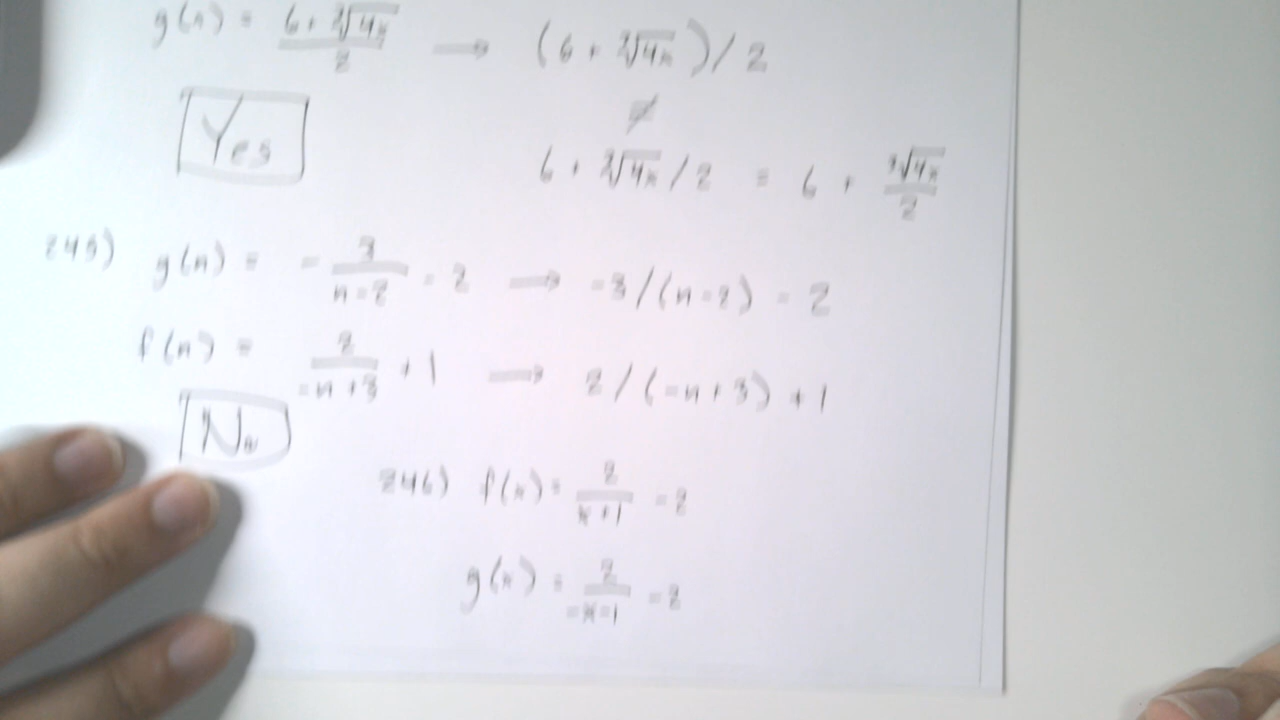 g(n) = (6 + ∛4x)/2 ⟶ (6 + ∛4x)/2
≠
Yes
6 + ∛4x/2 = 6 + ∛4x/2
245) g(n) = -3/(n-2) - 2 ⟶ -3/(n-2) - 2
f(n) = 2/(-n+3) + 1 ⟶ 2/(-n+3) + 1
No
246) f(x) = 2/(x+1) - 2
g(x) = 2/(-x-1) - 2